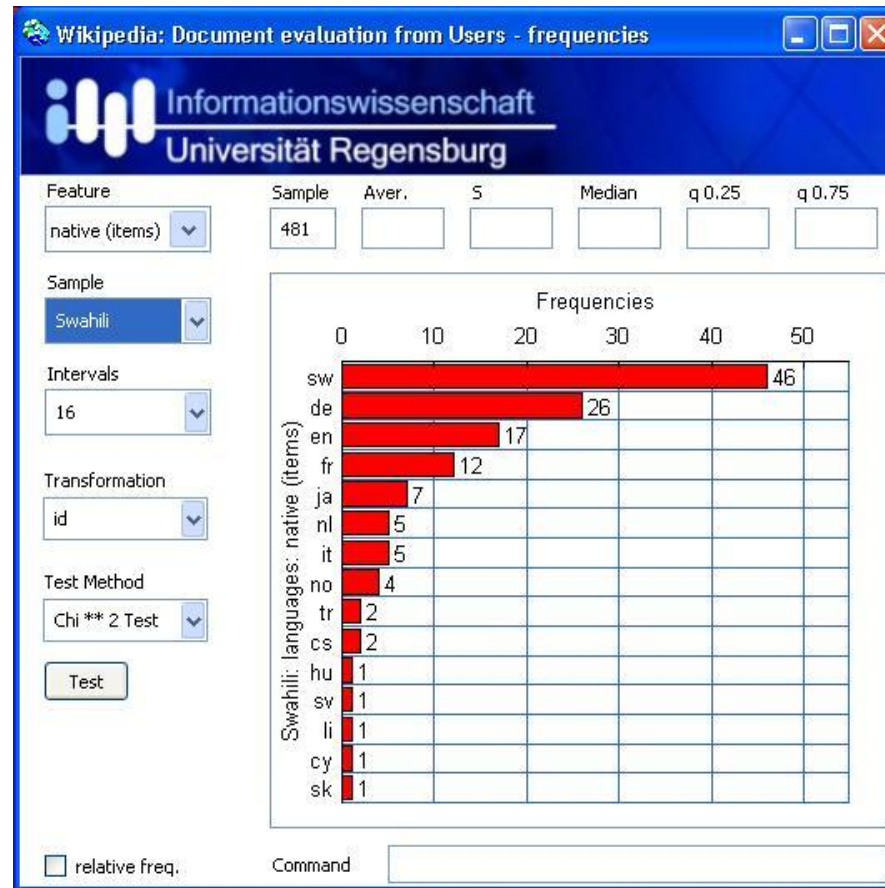 Wikipedia: Document evaluation from Users - frequencies
Informationswissenschaft
Universität Regensburg
Feature
native (items)
Sample Aver. S Median q 0.25 q 0.75
481
Sample
Swahili
Intervals
16
Transformation
id
Test Method
Chi ** 2 Test
Test
relative freq.
Frequencies
0 10 20 30 40 50
Swahili: languages: native (items)
sw 46
de 26
en 17
fr 12
ja 7
nl 5
it 5
no 4
tr 2
cs 2
hu 1
sv 1
li 1
cy 1
sk 1
Command